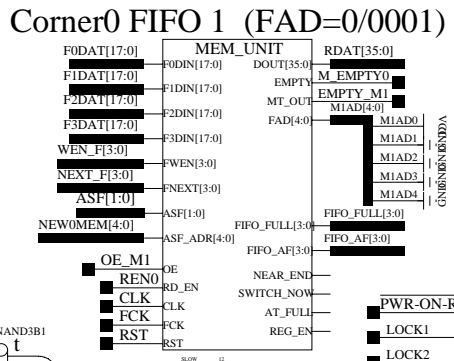 Corner0 FIFO 1 (FAD=0/0001)
MEM_UNIT
F0DAT[17:0]
F0DIN[17:0]
F1DAT[17:0]
F1DIN[17:0]
F2DAT[17:0]
F2DIN[17:0]
F3DAT[17:0]
F3DIN[17:0]
WEN_F[3:0]
FWEN[3:0]
NEXT_F[3:0]
FNEXT[3:0]
ASF[1:0]
ASF[1:0]
NEW0MEM[4:0]
ASF_ADR[4:0]
OE_M1
OE
REN0
RD_EN
CLK
CLK
FCK
FCK
RST
RST
RDAT[35:0]
DOUT[35:0]
M_EMPTY0
EMPTY
EMPTY_M1
MT_OUT
M1AD[4:0]
FAD[4:0]
M1AD0
M1AD1
M1AD2
M1AD3
M1AD4
FIFO_FULL[3:0]
FIFO_FULL[3:0]
FIFO_AF[3:0]
FIFO_AF[3:0]
NEAR_END
SWITCH_NOW
AT_FULL
REG_EN
PWR-ON-R
LOCK1
LOCK2
NAND3B1
t
SLOW 12